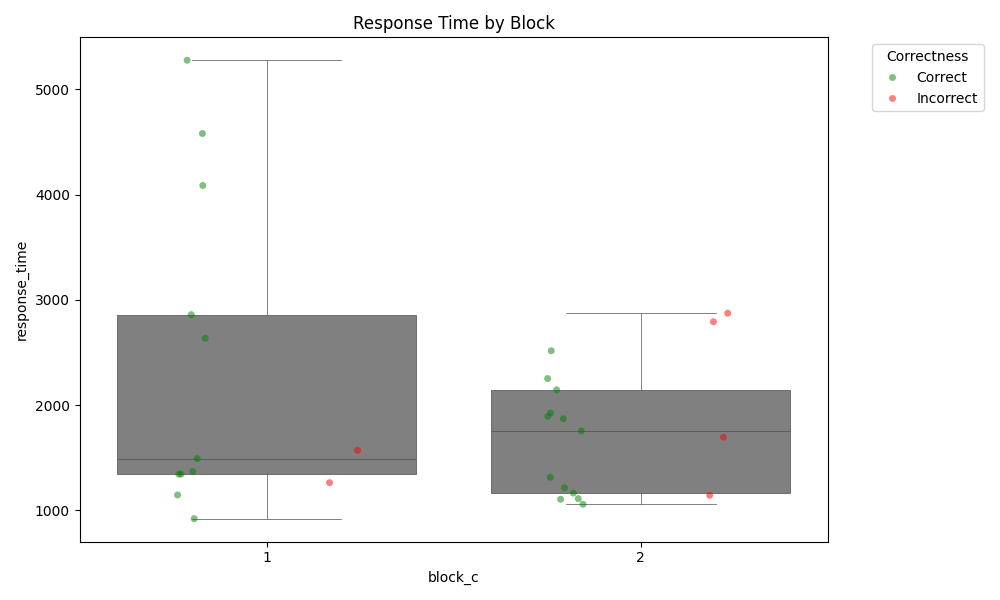 Response Time by Block
Correctness
Correct
Incorrect
5000
4000
3000
2000
1000
response_time
1
2
block_c